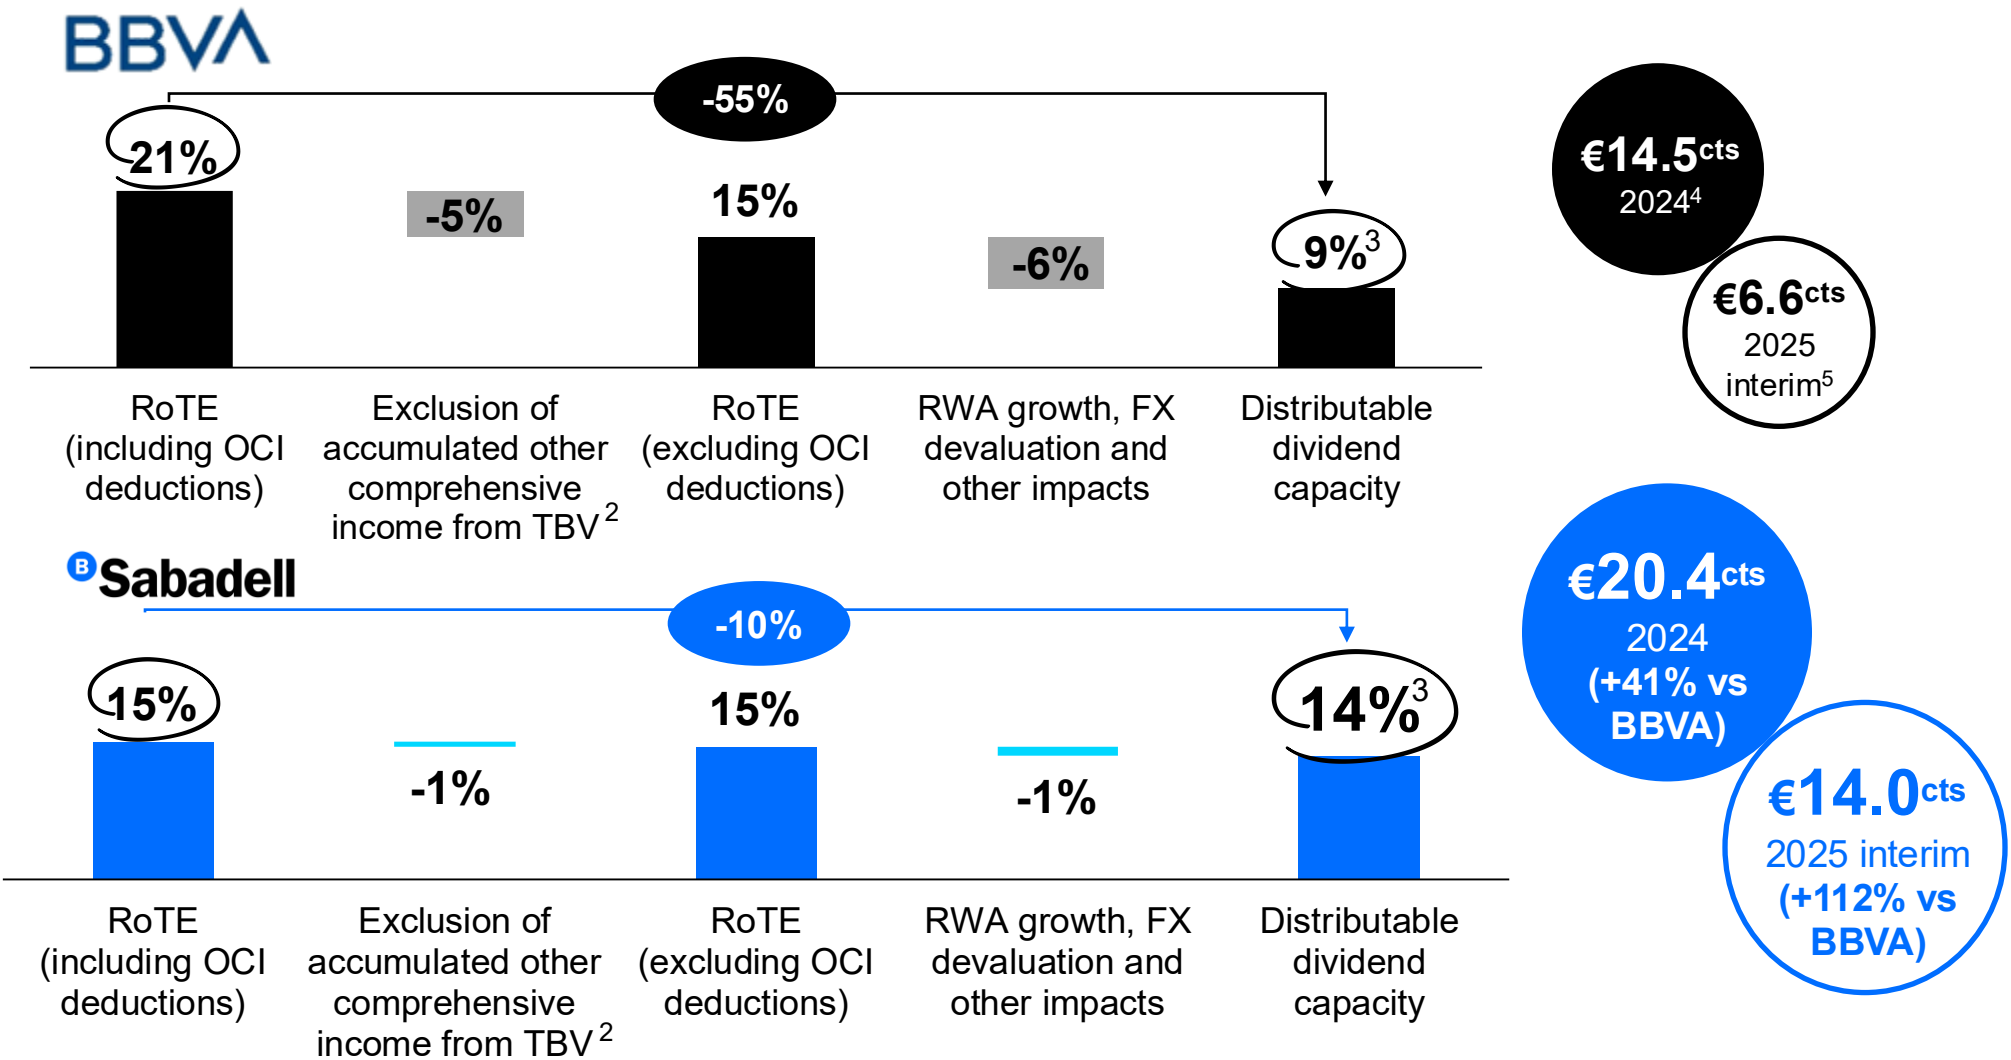 BBVA
-55%
21%
-5%
15%
-6%
9%3
RoTE
(including OCI
deductions)
Exclusion of
accumulated other
comprehensive
income from TBV 2
RoTE
(excluding OCI
deductions)
RWA growth, FX
devaluation and
other impacts
Distributable
dividend
capacity
€14.5cts
20244
€6.6cts
2025
interim5
B Sabadell
-10%
15%
-1%
15%
-1%
14%3
RoTE
(including OCI
deductions)
Exclusion of
accumulated other
comprehensive
income from TBV 2
RoTE
(excluding OCI
deductions)
RWA growth, FX
devaluation and
other impacts
Distributable
dividend
capacity
€20.4cts
2024
(+41% vs
BBVA)
€14.0cts
2025 interim
(+112% vs
BBVA)